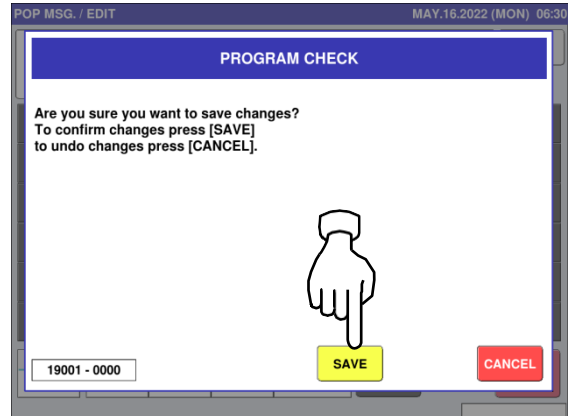 POP MSG. / EDIT MAY.16.2022 (MON) 06:30
PROGRAM CHECK
Are you sure you want to save changes?
To confirm changes press [SAVE]
to undo changes press [CANCEL].
19001 - 0000
SAVE
CANCEL